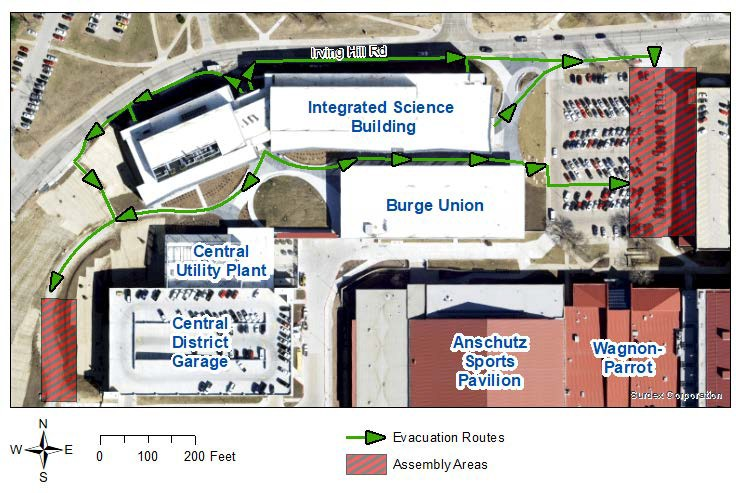 Irving Hill Rd
Integrated Science
Building
Burge Union
Central
Utility Plant
Central
District
Garage
Anschutz
Sports
Pavilion
Wagnon-
Parrot
Surdex Corporation
N
W
E
S
0
100
200 Feet
Evacuation Routes
Assembly Areas